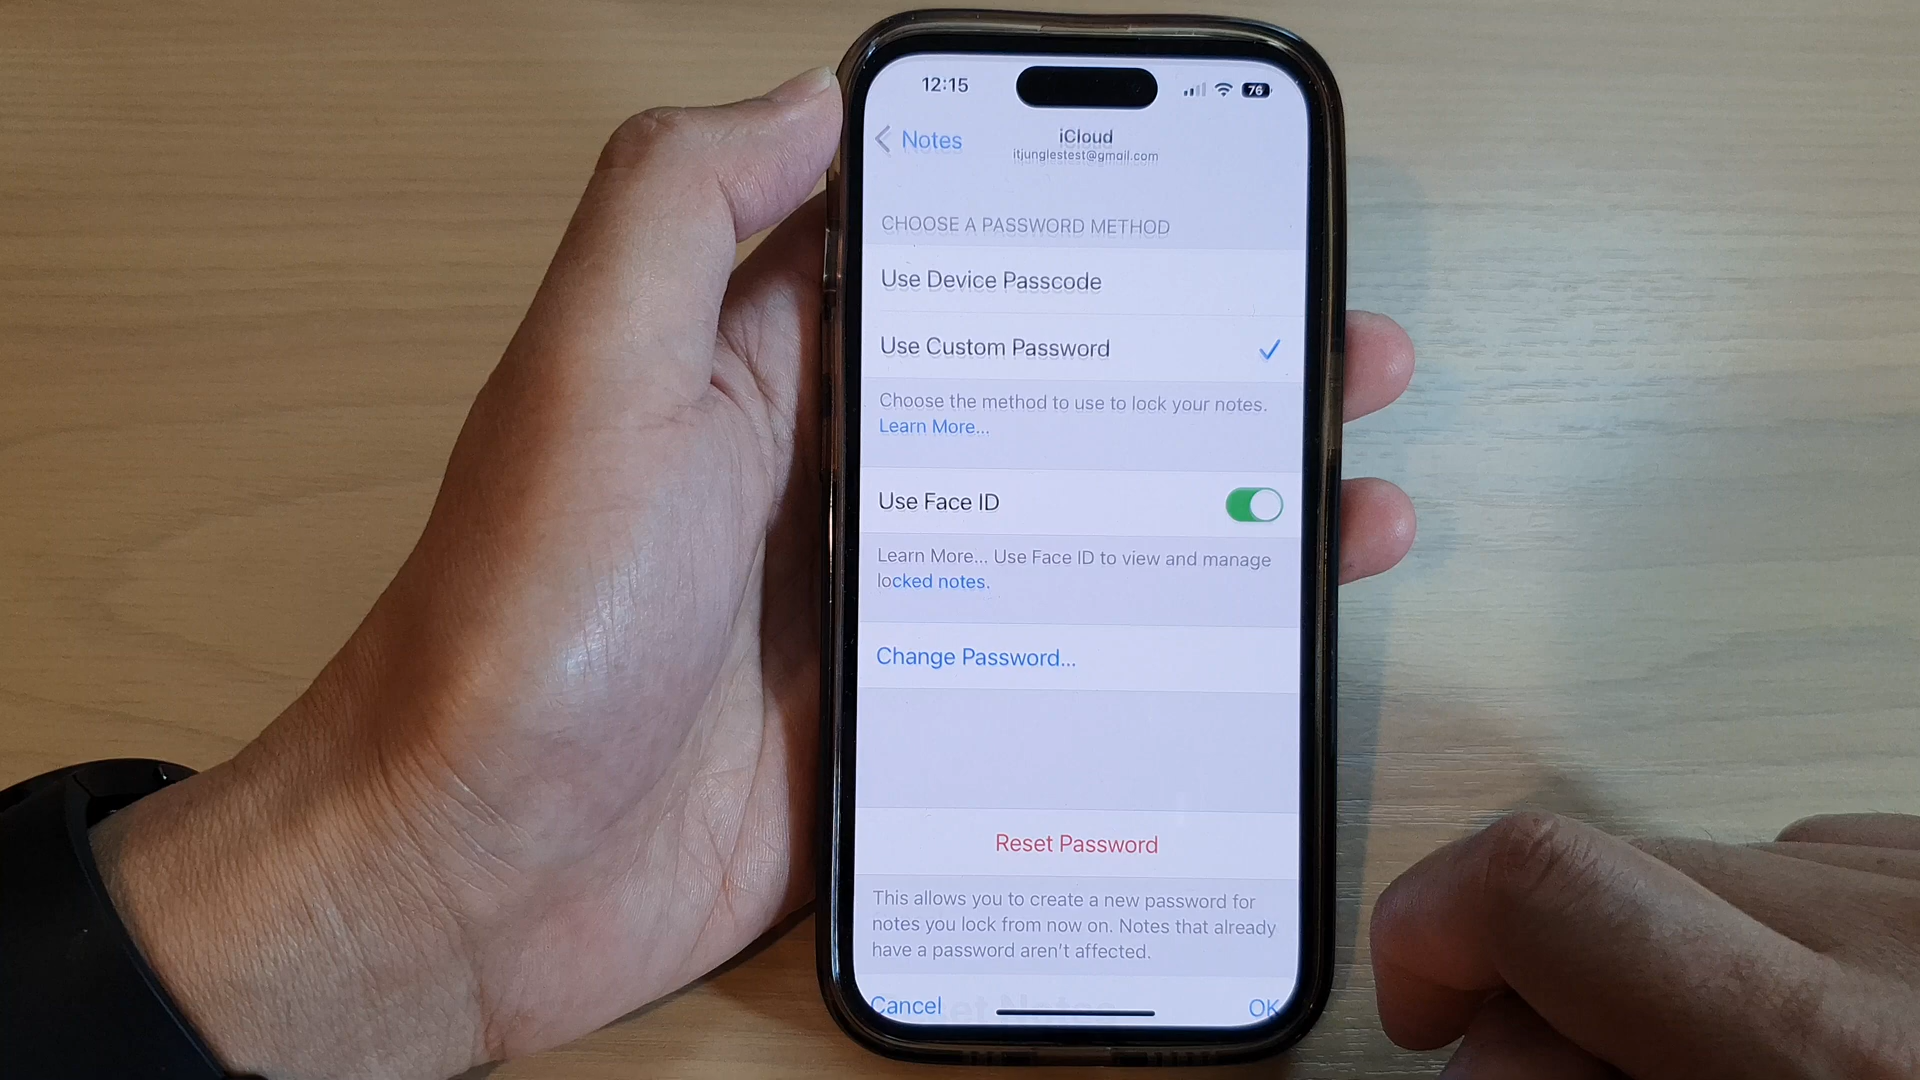 12:15
76
Notes
iCloud
itjunglestest@gmail.com
CHOOSE A PASSWORD METHOD
Use Device Passcode
Use Custom Password
Choose the method to use to lock your notes.
Learn More...
Use Face ID
Learn More... Use Face ID to view and manage
locked notes.
Change Password...
Reset Password
This allows you to create a new password for
notes you lock from now on. Notes that already
have a password aren't affected.
Cancel
OK